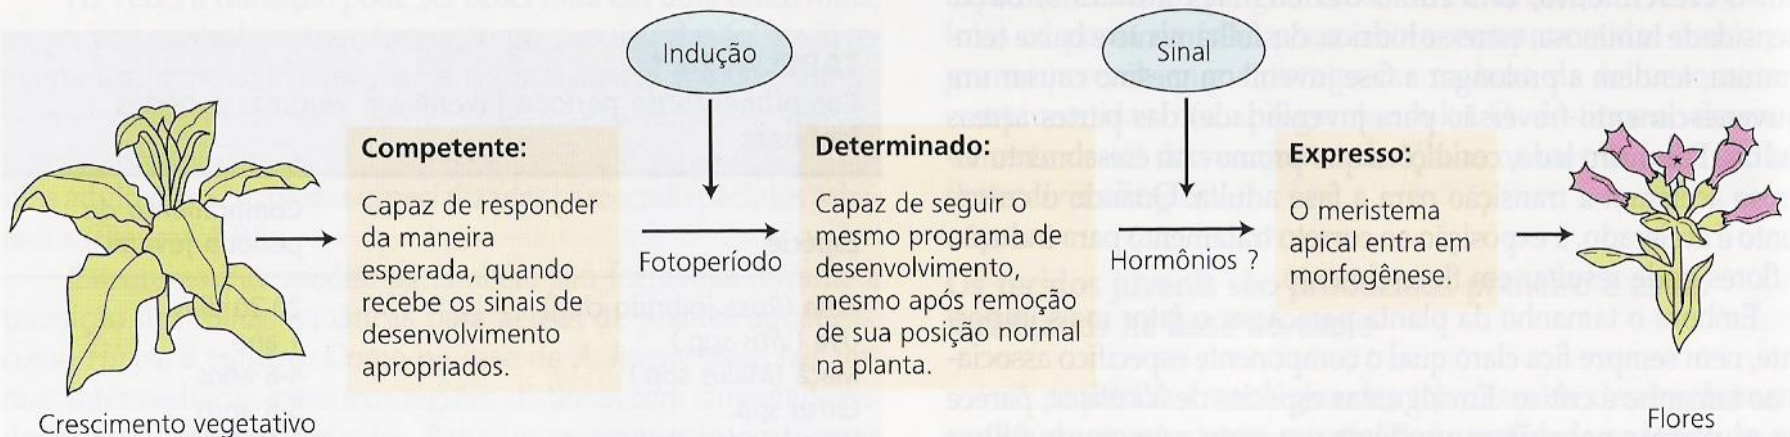 Indução
Sinal
Competente:
Capaz de responder
da maneira
esperada, quando
recebe os sinais de
desenvolvimento
apropriados.
Fotoperíodo
Determinado:
Capaz de seguir o
mesmo programa de
desenvolvimento,
mesmo após remoção
de sua posição normal
na planta.
Hormônios ?
Expresso:
O meristema
apical entra em
morfogênese.
Crescimento vegetativo
Flores